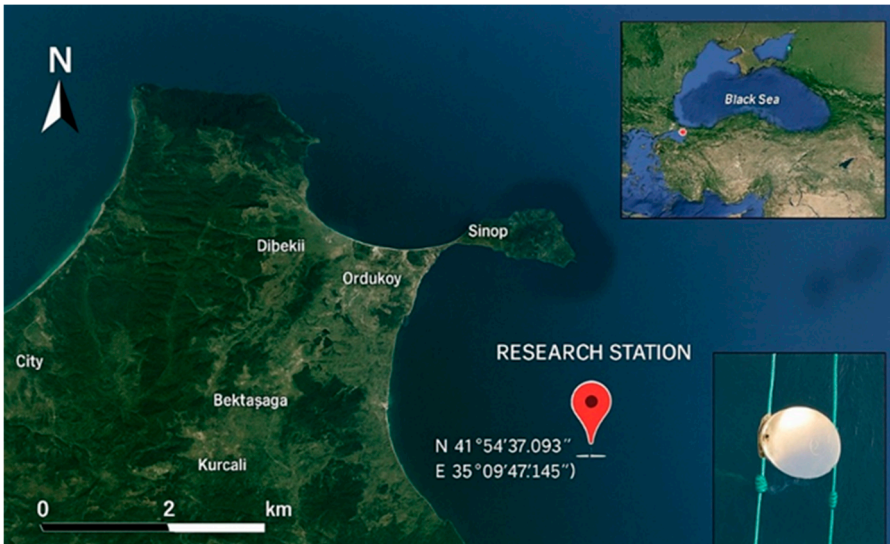 N
Black Sea
Sinop
Dibekii
Ordukoy
RESEARCH STATION
City
Bektaşaga
N 41°54'37.093"
E 35°09'47.145")
Kurcali
0 2 km